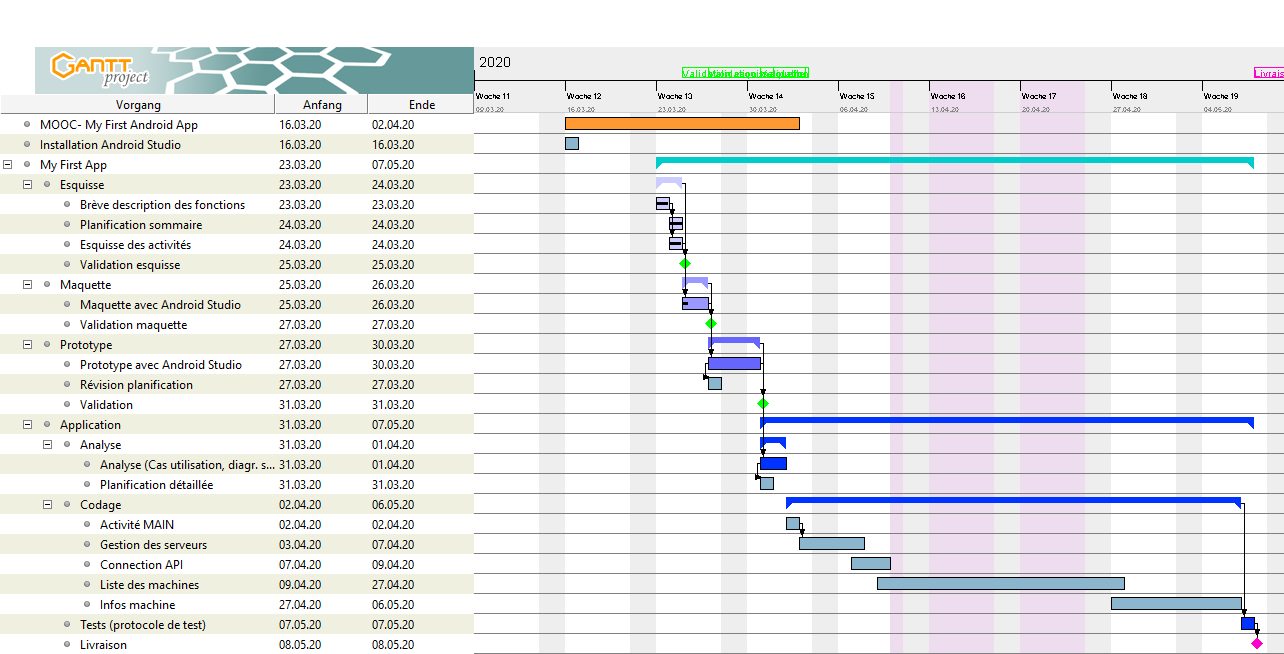 GANTT
project
2020
Woche 11 Woche 12 Woche 13 Woche 14 Woche 15 Woche 16 Woche 17 Woche 18 Woche 19
09.03.20 16.03.20 23.03.20 30.03.20 06.04.20 13.04.20 20.04.20 27.04.20 04.05.20
Vorgang Anfang Ende
MOOC- My First Android App 16.03.20 02.04.20
Installation Android Studio 16.03.20 16.03.20
My First App 23.03.20 07.05.20
Esquisse 23.03.20 24.03.20
Brève description des fonctions 23.03.20 23.03.20
Planification sommaire 24.03.20 24.03.20
Esquisse des activités 24.03.20 24.03.20
Validation esquisse 25.03.20 25.03.20
Maquette 25.03.20 26.03.20
Maquette avec Android Studio 25.03.20 26.03.20
Validation maquette 27.03.20 27.03.20
Prototype 27.03.20 30.03.20
Prototype avec Android Studio 27.03.20 30.03.20
Révision planification 27.03.20 27.03.20
Validation 31.03.20 31.03.20
Application 31.03.20 07.05.20
Analyse 31.03.20 01.04.20
Analyse (Cas utilisation, diagr. s... 31.03.20 01.04.20
Planification détaillée 31.03.20 31.03.20
Codage 02.04.20 06.05.20
Activité MAIN 02.04.20 02.04.20
Gestion des serveurs 03.04.20 07.04.20
Connection API 07.04.20 09.04.20
Liste des machines 09.04.20 27.04.20
Infos machine 27.04.20 06.05.20
Tests (protocole de test) 07.05.20 07.05.20
Livraison 08.05.20 08.05.20